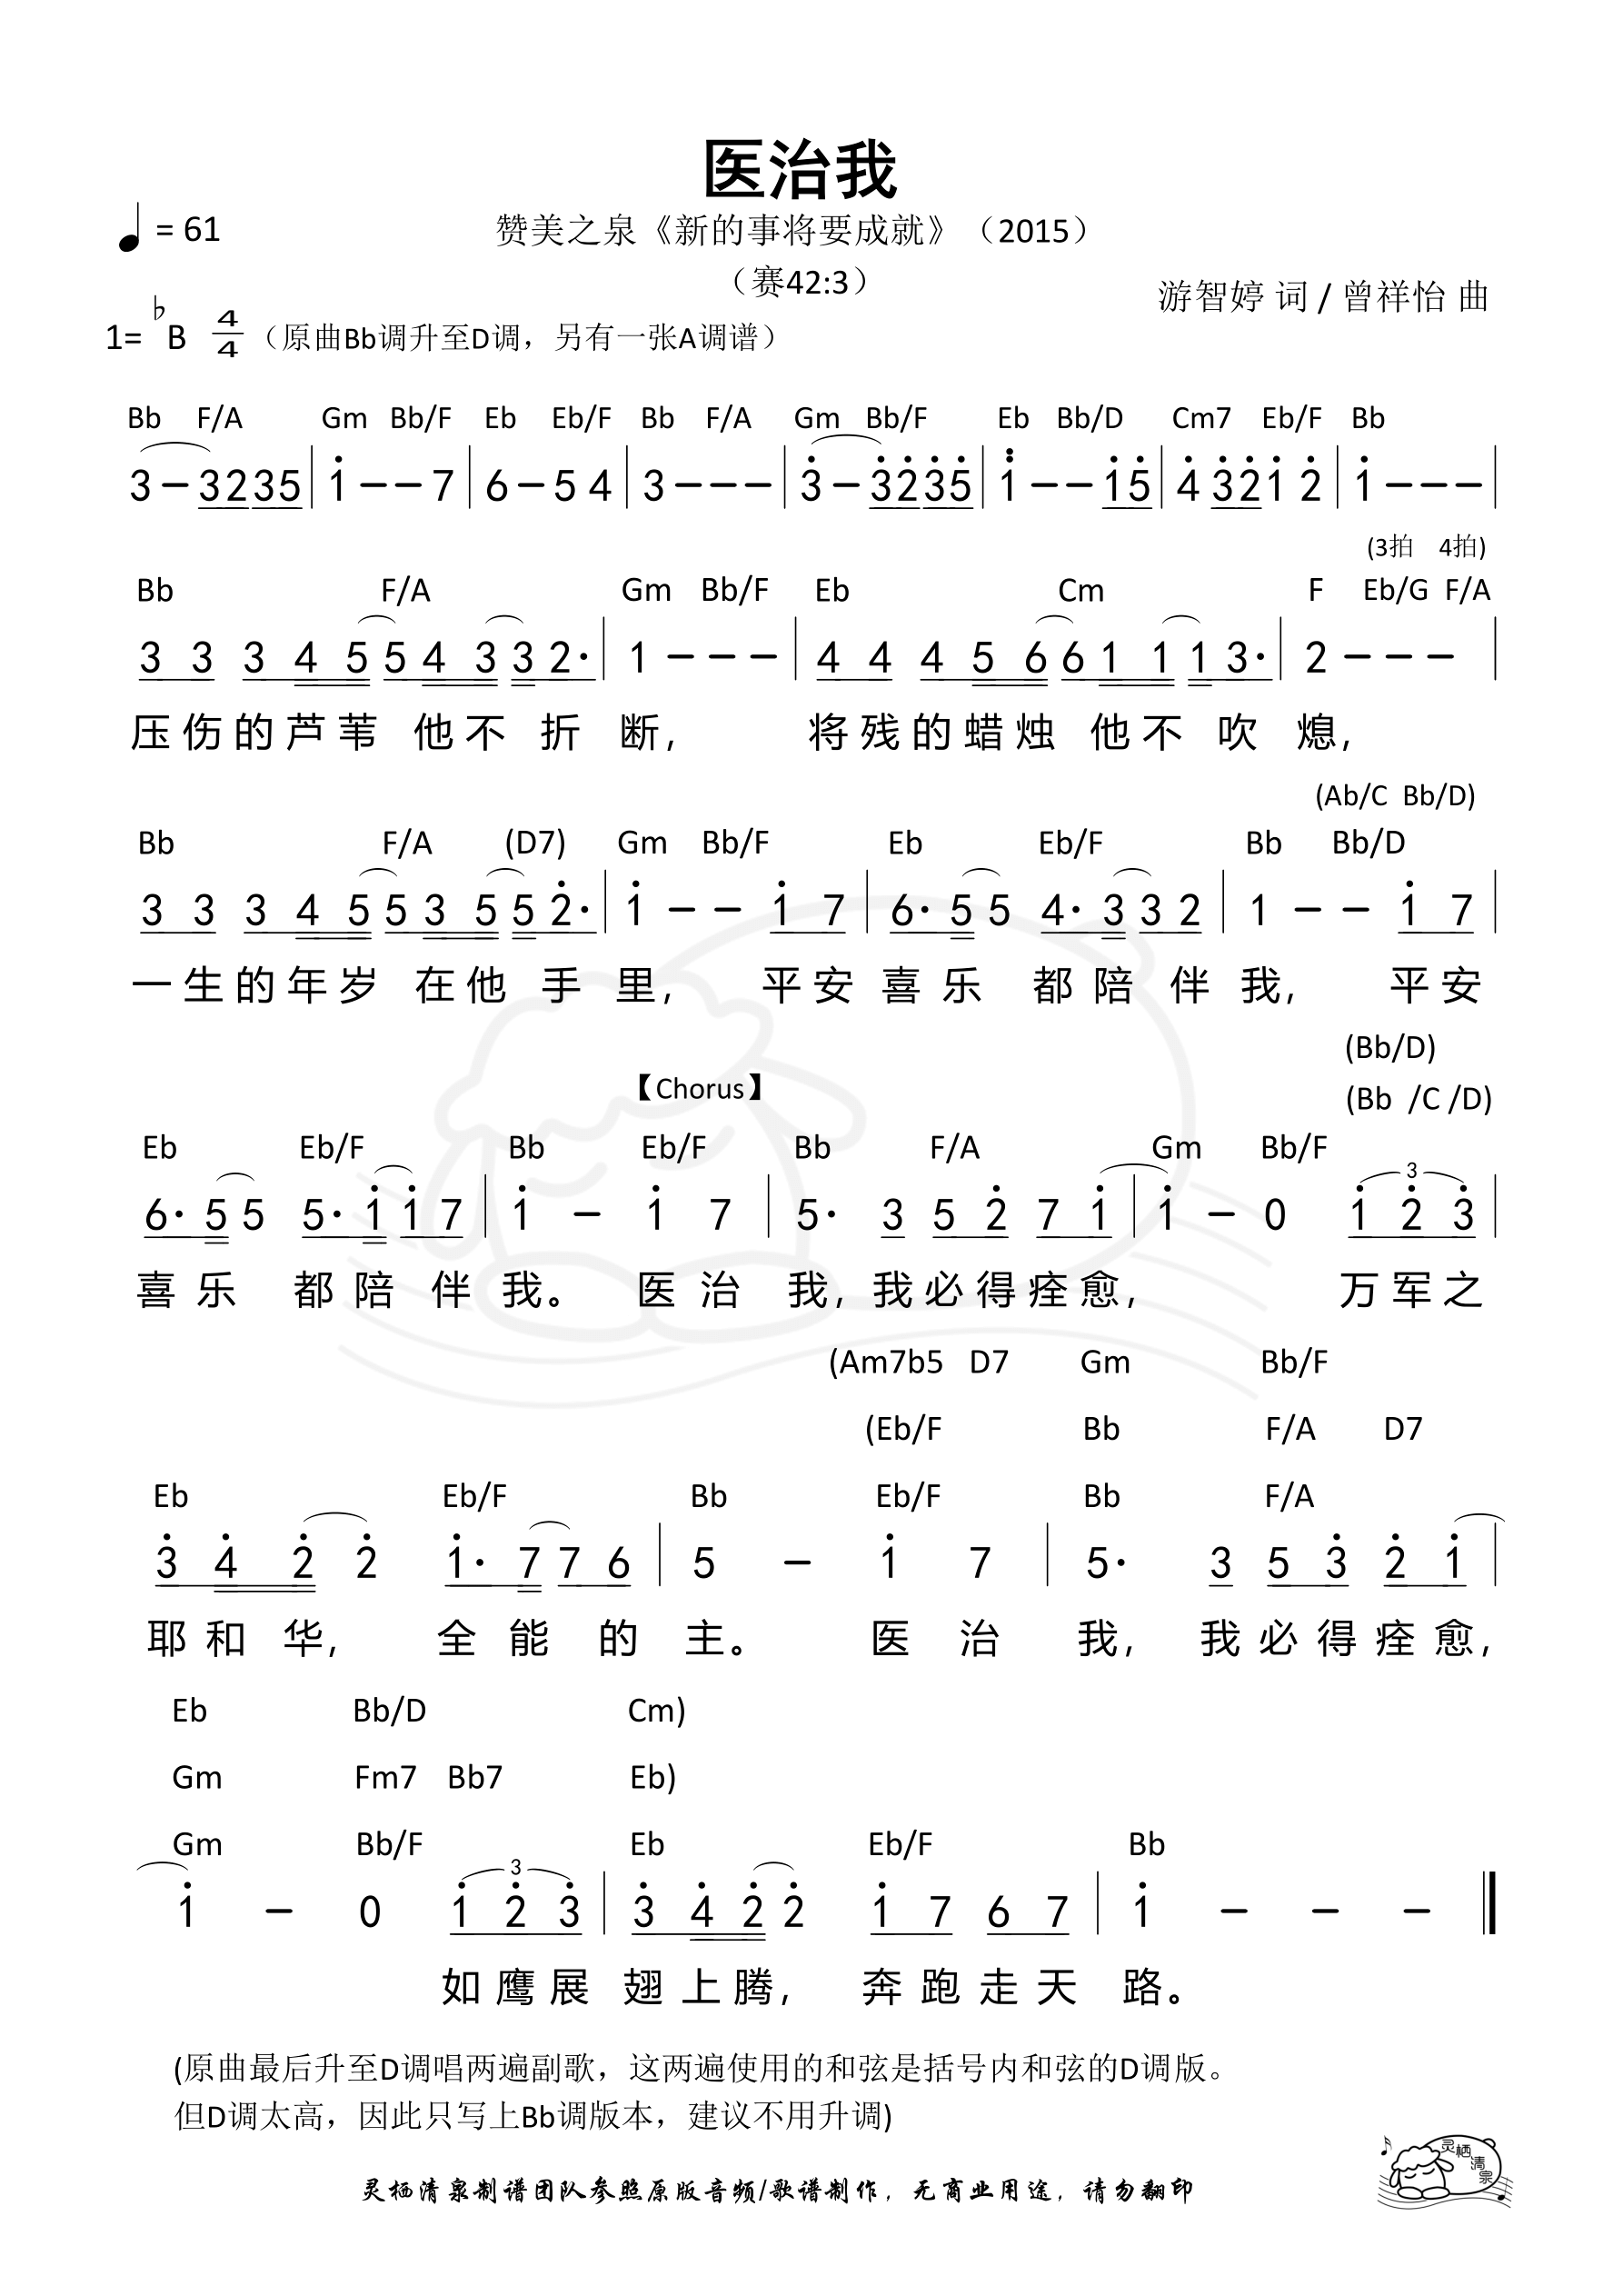 医治我
♩ = 61
赞美之泉《新的事将要成就》（2015）
（赛42:3）
游智婷 词 / 曾祥怡 曲
1= ♭B 4/4 （原曲Bb调升至D调，另有一张A调谱）
Bb F/A Gm Bb/F Eb Eb/F Bb F/A Gm Bb/F Eb Bb/D Cm7 Eb/F Bb
3 – 3 2 3 5 | 1̇ – – 7 | 6 – 5 4 | 3 – – – | 3̇ – 3̇ 2̇ 3̇ 5̇ | 1̈ – – 1̇ 5̇ | 4̇ 3̇ 2̇ 1̇ 2̇ | 1̇ – – – |
(3拍 4拍)
Bb F/A Gm Bb/F Eb Cm F Eb/G F/A
3 3 3 4 5 5 4 3 3 2· | 1 – – – | 4 4 4 5 6 6 1 1 1 3· | 2 – – – |
压伤的芦苇 他不 折 断， 将残的蜡烛 他不 吹 熄，
(Ab/C Bb/D)
Bb F/A (D7) Gm Bb/F Eb Eb/F Bb Bb/D
3 3 3 4 5 5 3 5 5 2̇· | 1̇ – – 1̇ 7 | 6· 5 5 4· 3 3 2 | 1 – – 1̇ 7 |
一生的年岁 在他 手 里， 平安 喜 乐 都 陪 伴 我， 平安
(Bb/D)
【Chorus】
(Bb /C /D)
Eb Eb/F Bb Eb/F Bb F/A Gm Bb/F
6· 5 5 5· 1̇ 1̇ 7 | 1̇ – 1̇ 7 | 5· 3 5 2̇ 7 1̇ | 1̇ – 0 3 1̇ 2̇ 3̇ |
喜 乐 都 陪 伴 我。 医 治 我，我必得痊愈， 万军之
(Am7b5 D7 Gm Bb/F
(Eb/F Bb F/A D7
Eb Eb/F Bb Eb/F Bb F/A
3̇ 4̇ 2̇ 2̇ 1̇· 7 7 6 | 5 – 1̇ 7 | 5· 3 5 3̇ 2̇ 1̇ |
耶和 华， 全 能 的 主。 医 治 我， 我必得痊愈，
Eb Bb/D Cm)
Gm Fm7 Bb7 Eb)
Gm Bb/F Eb Eb/F Bb
1̇ – 0 3 1̇ 2̇ 3̇ | 3̇ 4̇ 2̇ 2̇ 1̇ 7 6 7 | 1̇ – – – ‖
如鹰展 翅上腾， 奔跑走天 路。
(原曲最后升至D调唱两遍副歌，这两遍使用的和弦是括号内和弦的D调版。
但D调太高，因此只写上Bb调版本，建议不用升调)
灵栖清泉
灵栖清泉制谱团队参照原版音频/歌谱制作，无商业用途，请勿翻印